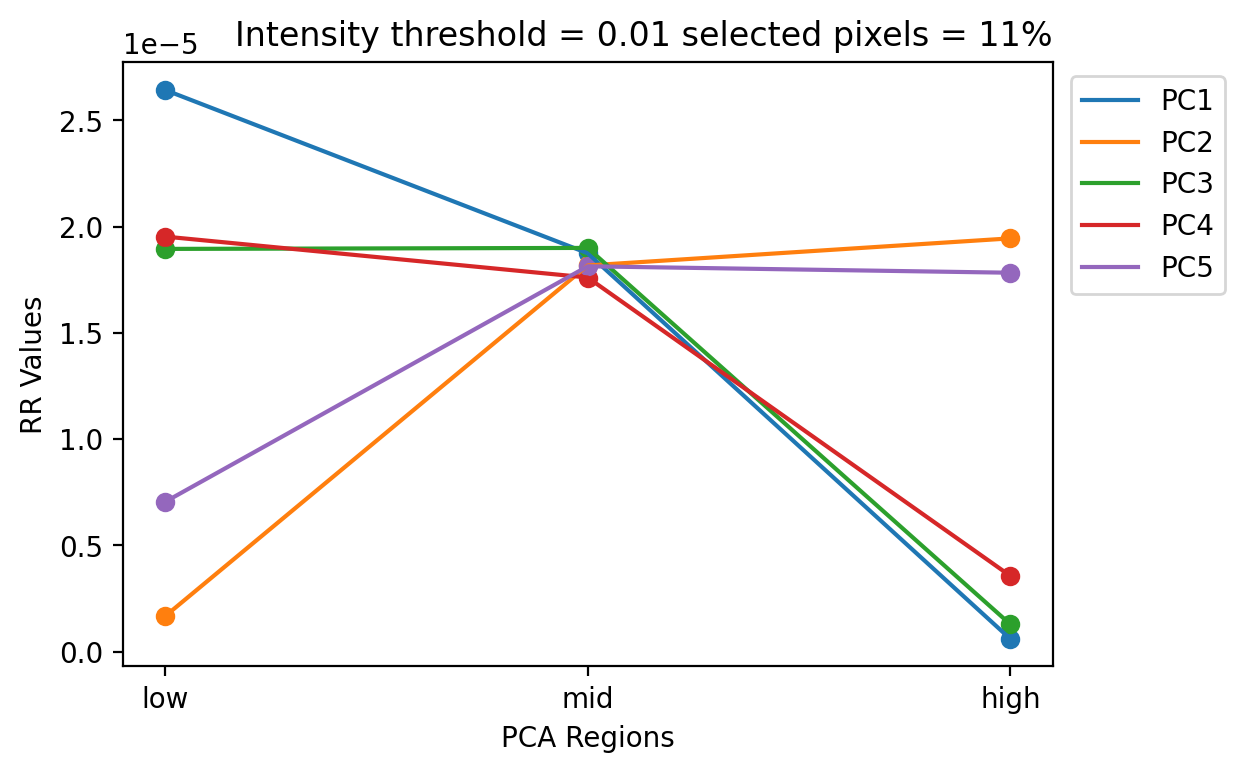 1e−5
Intensity threshold = 0.01 selected pixels = 11%
2.5
2.0
1.5
1.0
0.5
0.0
RR Values
low
mid
high
PCA Regions
PC1
PC2
PC3
PC4
PC5